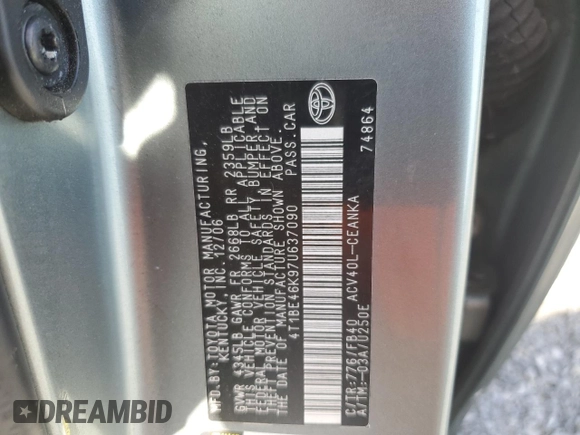 MFD.BY:TOYOTA MOTOR MANUFACTURING,
KENTUCKY, INC. 12/06
GVWR 4345LB GAWR FR 2668LB RR 2359LB
THIS VEHICLE CONFORMS TO ALL APPLICABLE
FEDERAL MOTOR VEHICLE SAFETY BUMPER, AND
THEFT PREVENTION STANDARDS IN EFFECT ON
THE DATE OF MANUFACTURE SHOWN ABOVE.
4T1BE46K97U637090 PASS.CAR
C/TR:776/FB40 ACV40L-CEANKA
A/TM:-03A/U250E 74864
AUTOBIDMASTER
DREAMBID